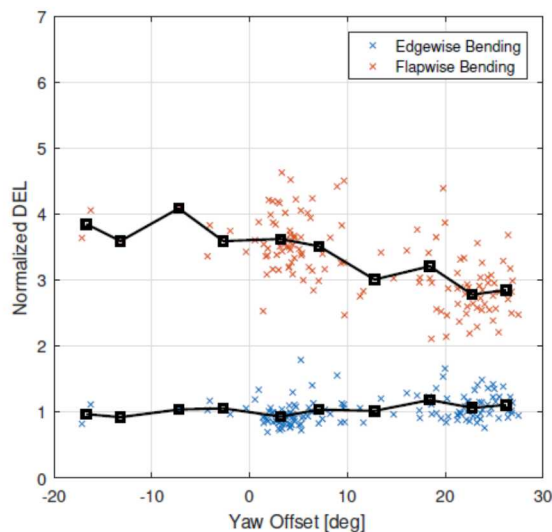 7
6
5
4
3
2
1
0
Normalized DEL
Edgewise Bending
Flapwise Bending
-20 -10 0 10 20 30
Yaw Offset [deg]